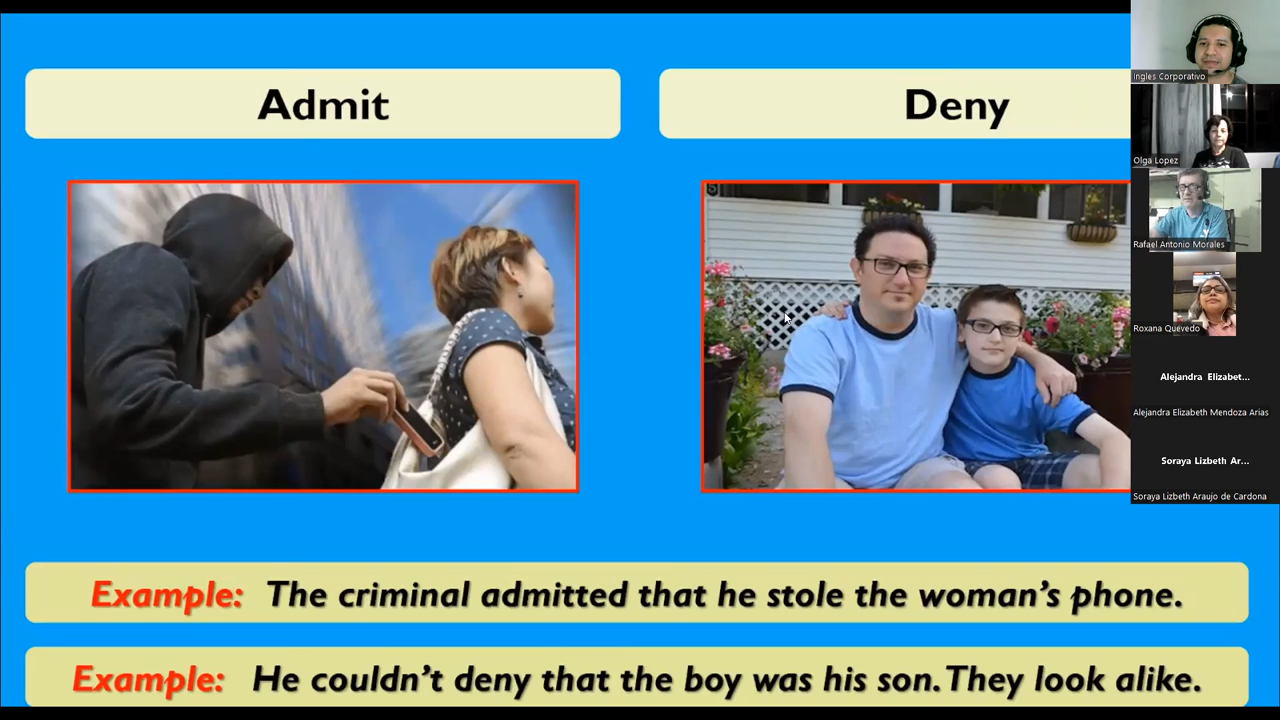 Admit
Deny
Example: The criminal admitted that he stole the woman's phone.
Example: He couldn't deny that the boy was his son. They look alike.
Ingles Corporativo
Olga Lopez
Rafael Antonio Morales
Roxana Quevedo
Alejandra Elizabet...
Alejandra Elizabeth Mendoza Arias
Soraya Lizbeth Ar...
Soraya Lizbeth Araujo de Cardona